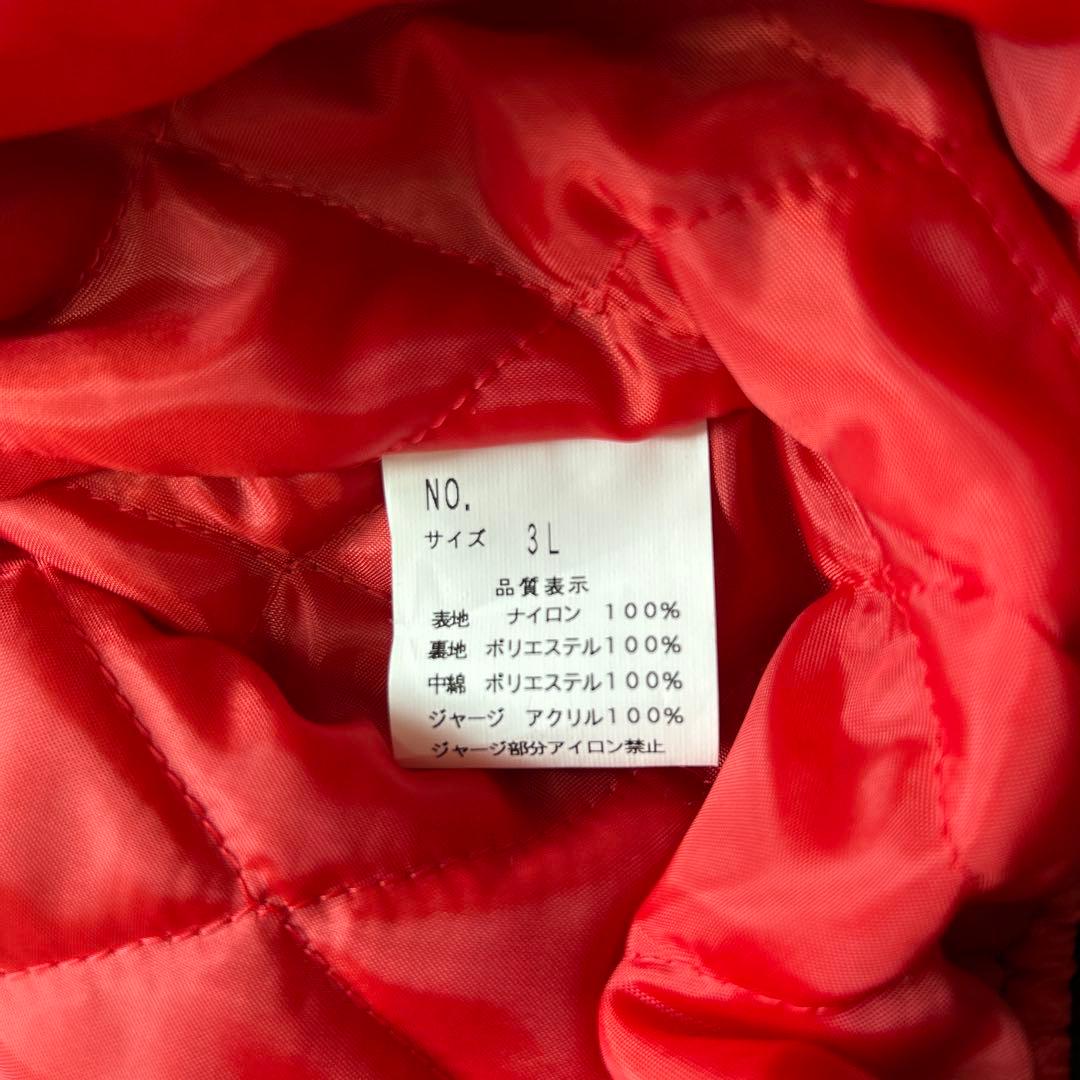 NO.
サイズ 3L
品質表示
表地 ナイロン 100%
裏地 ポリエステル100%
中綿 ポリエステル100%
ジャージ アクリル100%
ジャージ部分アイロン禁止